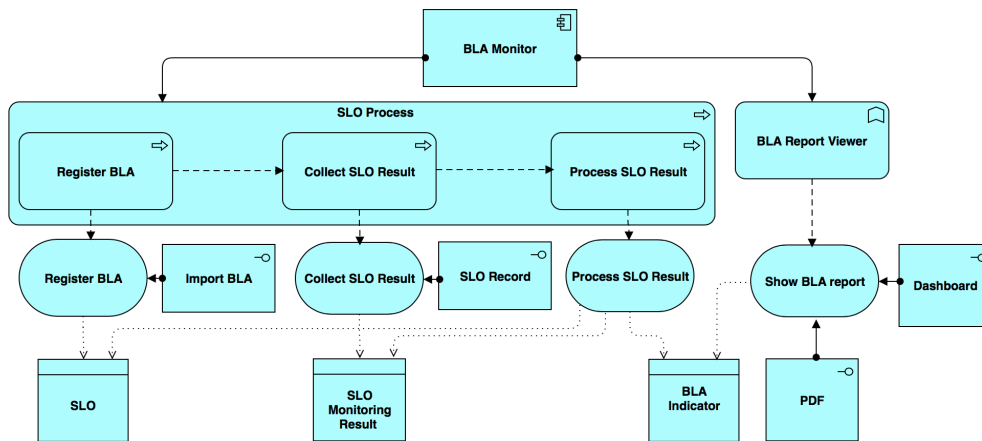 BLA Monitor
SLO Process
Register BLA
Collect SLO Result
Process SLO Result
BLA Report Viewer
Register BLA
Import BLA
Collect SLO Result
SLO Record
Process SLO Result
Show BLA report
Dashboard
SLO
SLO
Monitoring
Result
BLA
Indicator
PDF